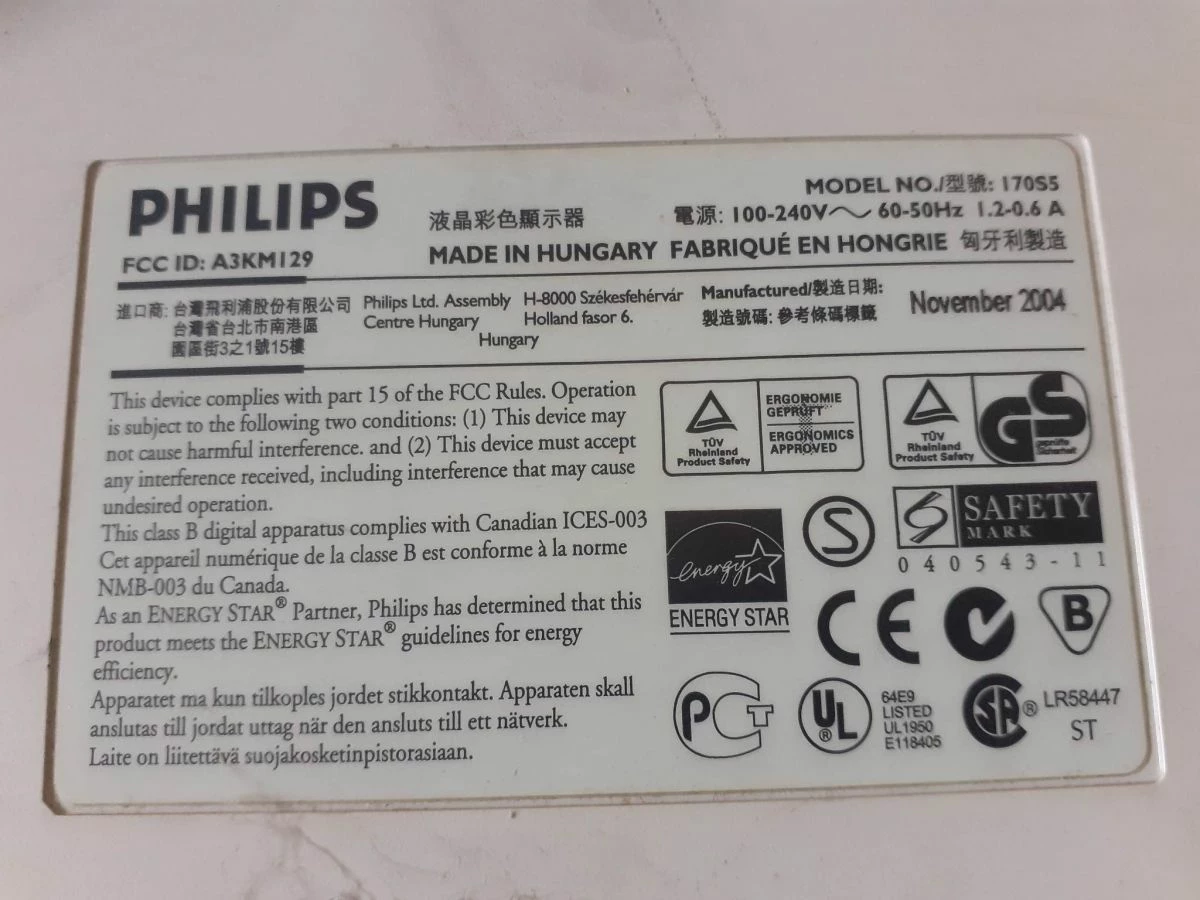 PHILIPS
液晶彩色顯示器
MODEL NO./型號: 170S5
電源: 100-240V～ 60-50Hz 1.2-0.6 A
FCC ID: A3KM129
MADE IN HUNGARY FABRIQUÉ EN HONGRIE 匈牙利製造
進口商: 台灣飛利浦股份有限公司
台灣省台北市南港區
園區街3之1號15樓
Philips Ltd. Assembly
Centre Hungary
H-8000 Székesfehérvár
Holland fasor 6.
Hungary
Manufactured/製造日期:
November 2004
製造號碼: 參考條碼標籤
This device complies with part 15 of the FCC Rules. Operation
is subject to the following two conditions: (1) This device may
not cause harmful interference. and (2) This device must accept
any interference received, including interference that may cause
undesired operation.
This class B digital apparatus complies with Canadian ICES-003
Cet appareil numérique de la classe B est conforme à la norme
NMB-003 du Canada.
As an ENERGY STAR® Partner, Philips has determined that this
product meets the ENERGY STAR® guidelines for energy
efficiency.
Apparatet ma kun tilkoples jordet stikkontakt. Apparaten skall
anslutas till jordat uttag när den ansluts till ett nätverk.
Laite on liitettävä suojakosketinpistorasiaan.
TÜV
Rheinland
Product Safety
ERGONOMIE
GEPRÜFT
ERGONOMICS
APPROVED
TÜV
Rheinland
Product Safety
GS
geprüfte
Sicherheit
energy
ENERGY STAR
S
SAFETY
MARK
040543-11
CE
B
PCT
UL
®
64E9
LISTED
UL1950
E118405
SA ®
LR58447
ST